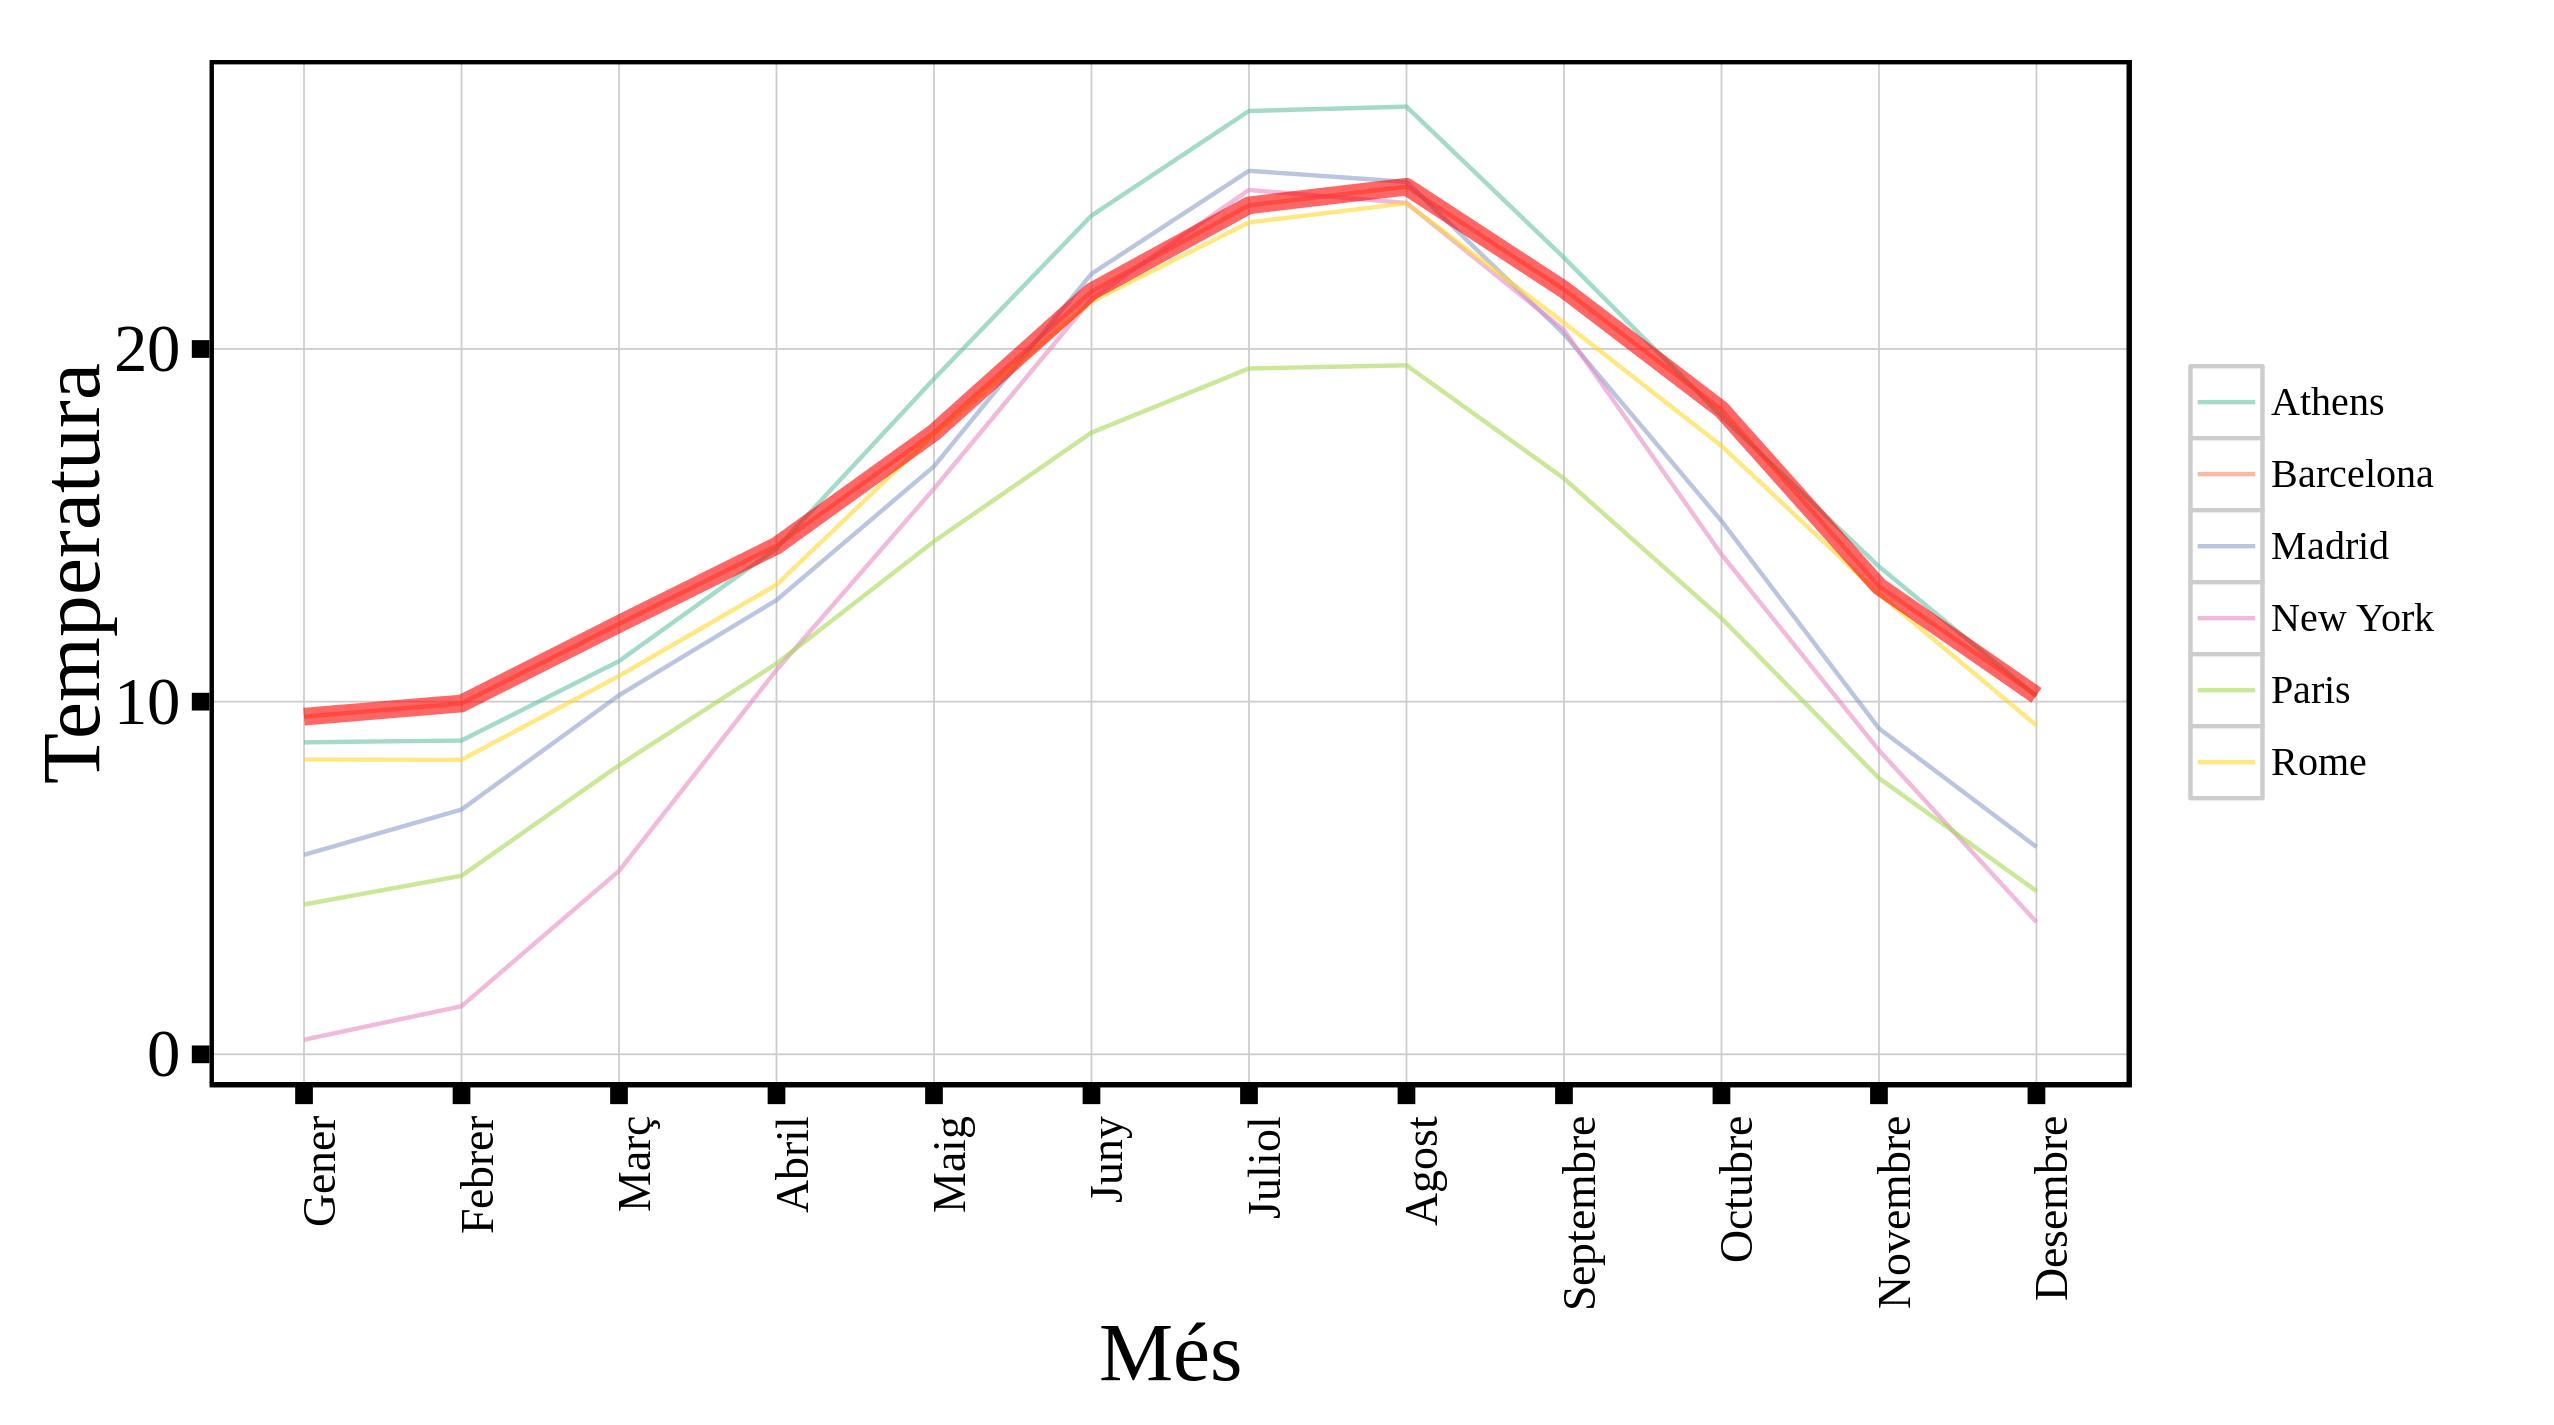 Temperatura
20
10
0
Gener
Febrer
Març
Abril
Maig
Juny
Juliol
Agost
Septembre
Octubre
Novembre
Desembre
Més
Athens
Barcelona
Madrid
New York
Paris
Rome